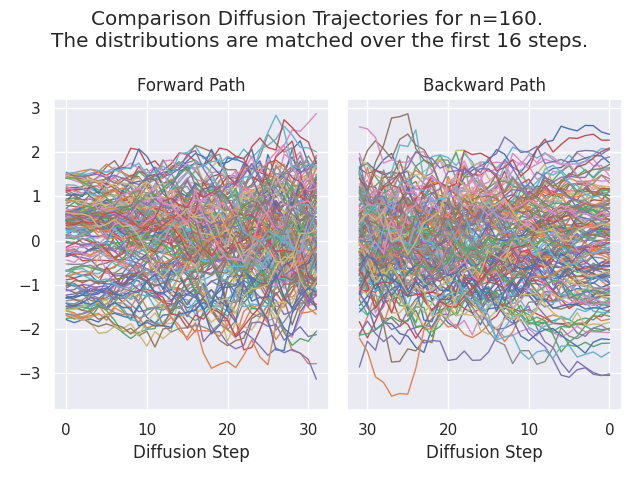 Comparison Diffusion Trajectories for n=160.
The distributions are matched over the first 16 steps.
Forward Path
Backward Path
3
2
1
0
−1
−2
−3
0 10 20 30
30 20 10 0
Diffusion Step
Diffusion Step